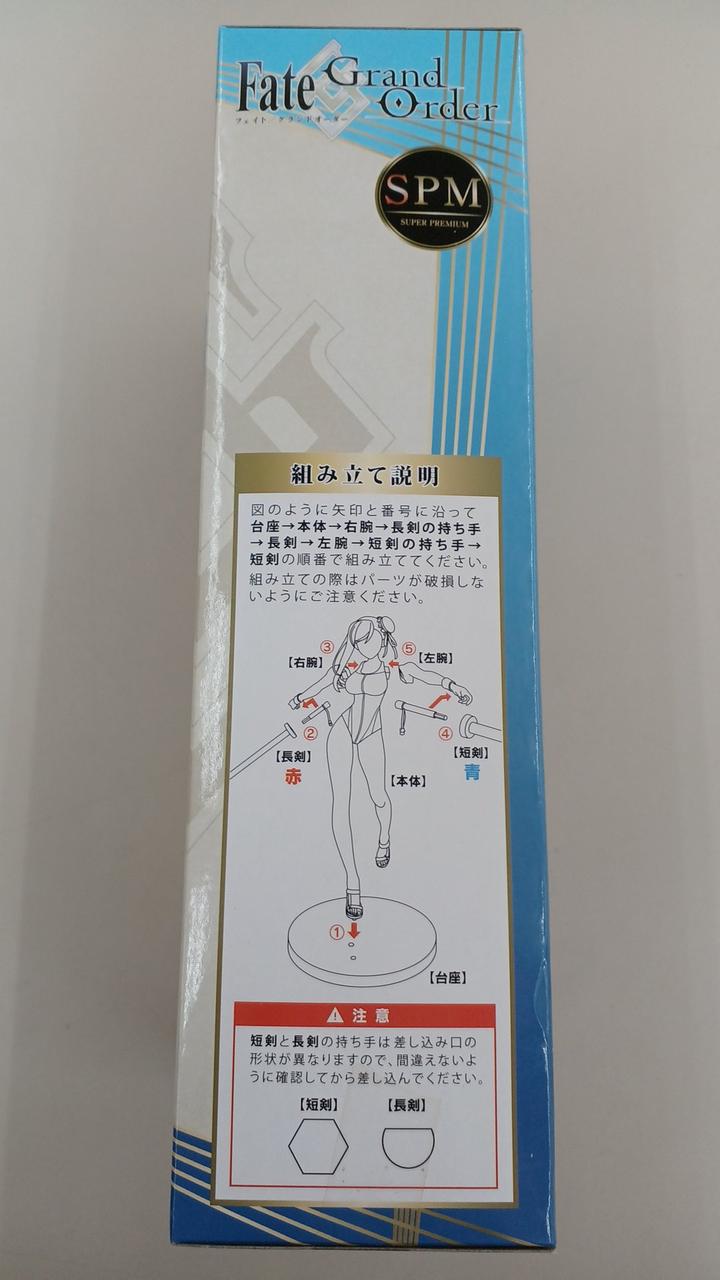 Fate Grand Order
フェイト/グランドオーダー
SPM
SUPER PREMIUM
組み立て説明
図のように矢印と番号に沿って
台座→本体→右腕→長剣の持ち手
→長剣→左腕→短剣の持ち手→
短剣の順番で組み立ててください。
組み立ての際はパーツが破損しな
いようにご注意ください。
③ ⑤
【右腕】 【左腕】
② ④
【長剣】 【短剣】
赤 青
【本体】
①
【台座】
注意
短剣と長剣の持ち手は差し込み口の
形状が異なりますので、間違えないよ
うに確認してから差し込んでください。
【短剣】 【長剣】